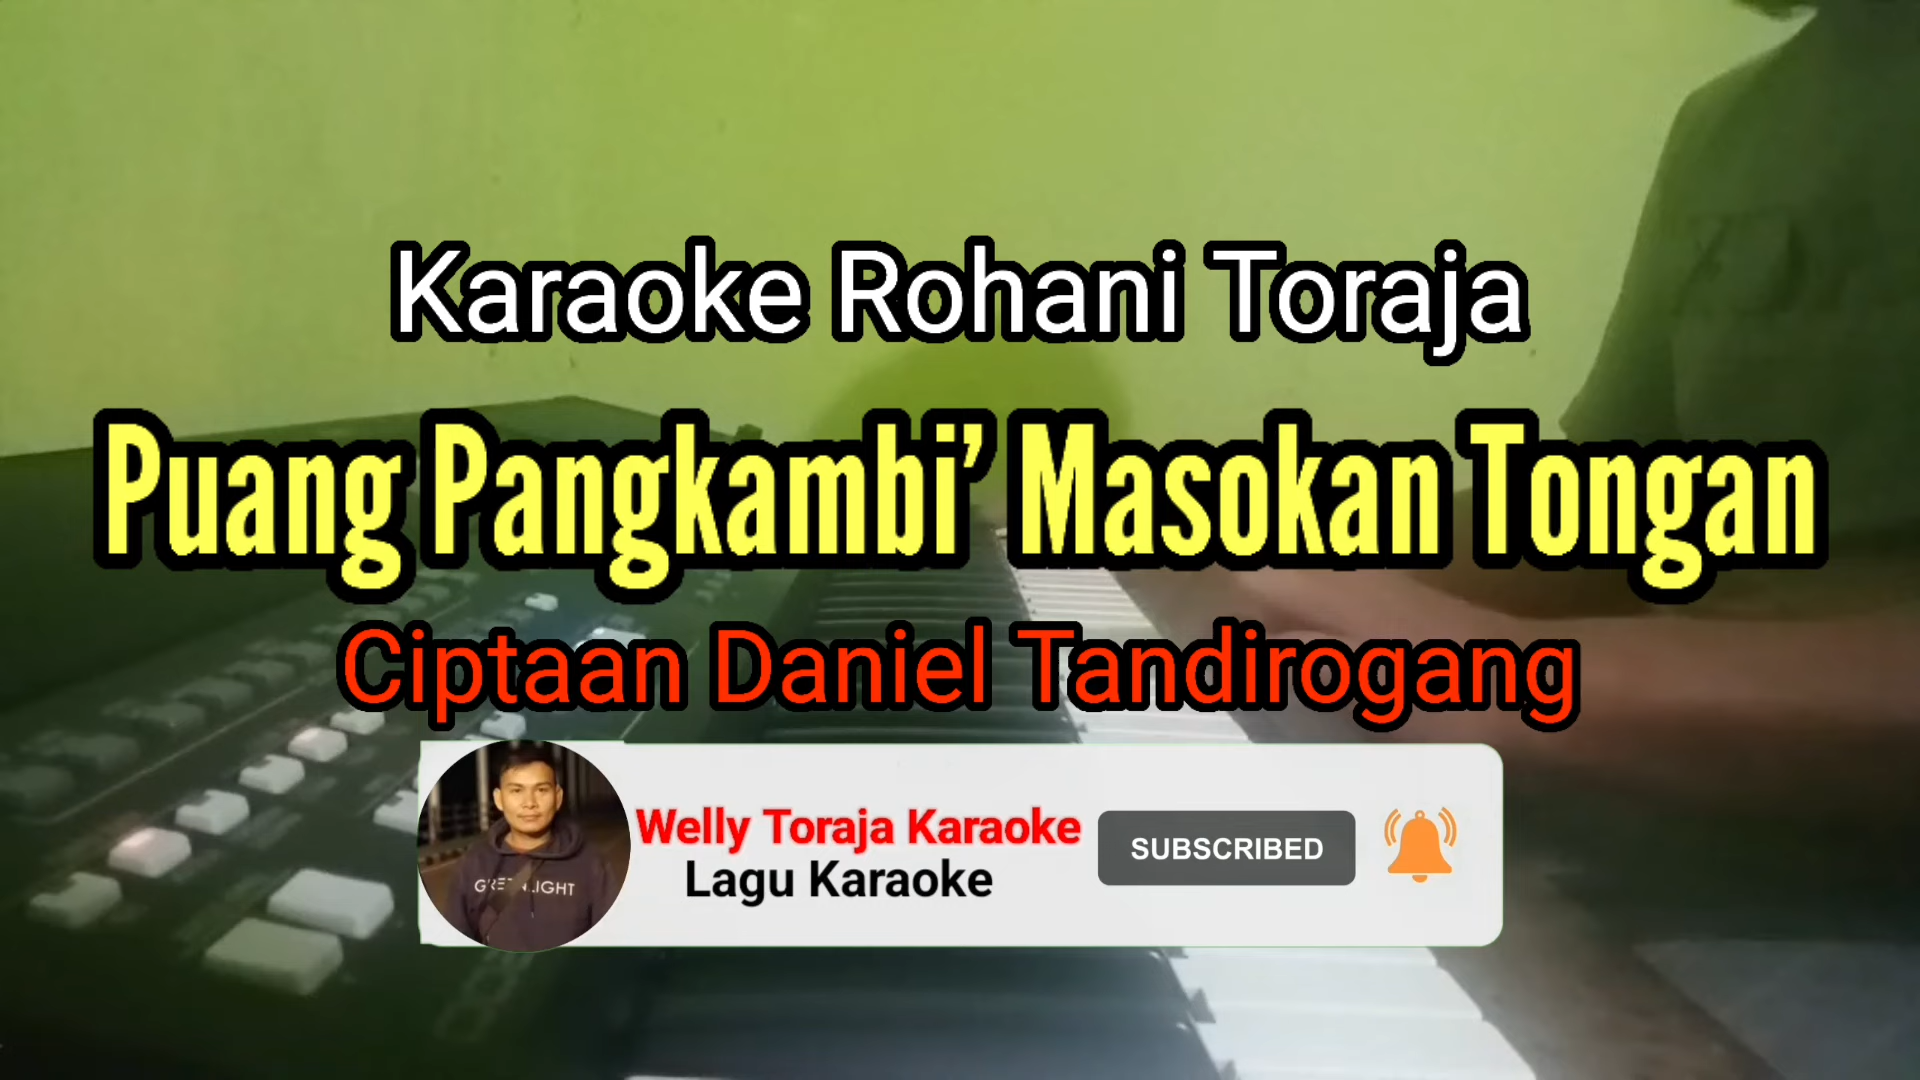 Karaoke Rohani Toraja
Puang Pangkambi’ Masokan Tongan
Ciptaan Daniel Tandirogang
Welly Toraja Karaoke
Lagu Karaoke
SUBSCRIBED